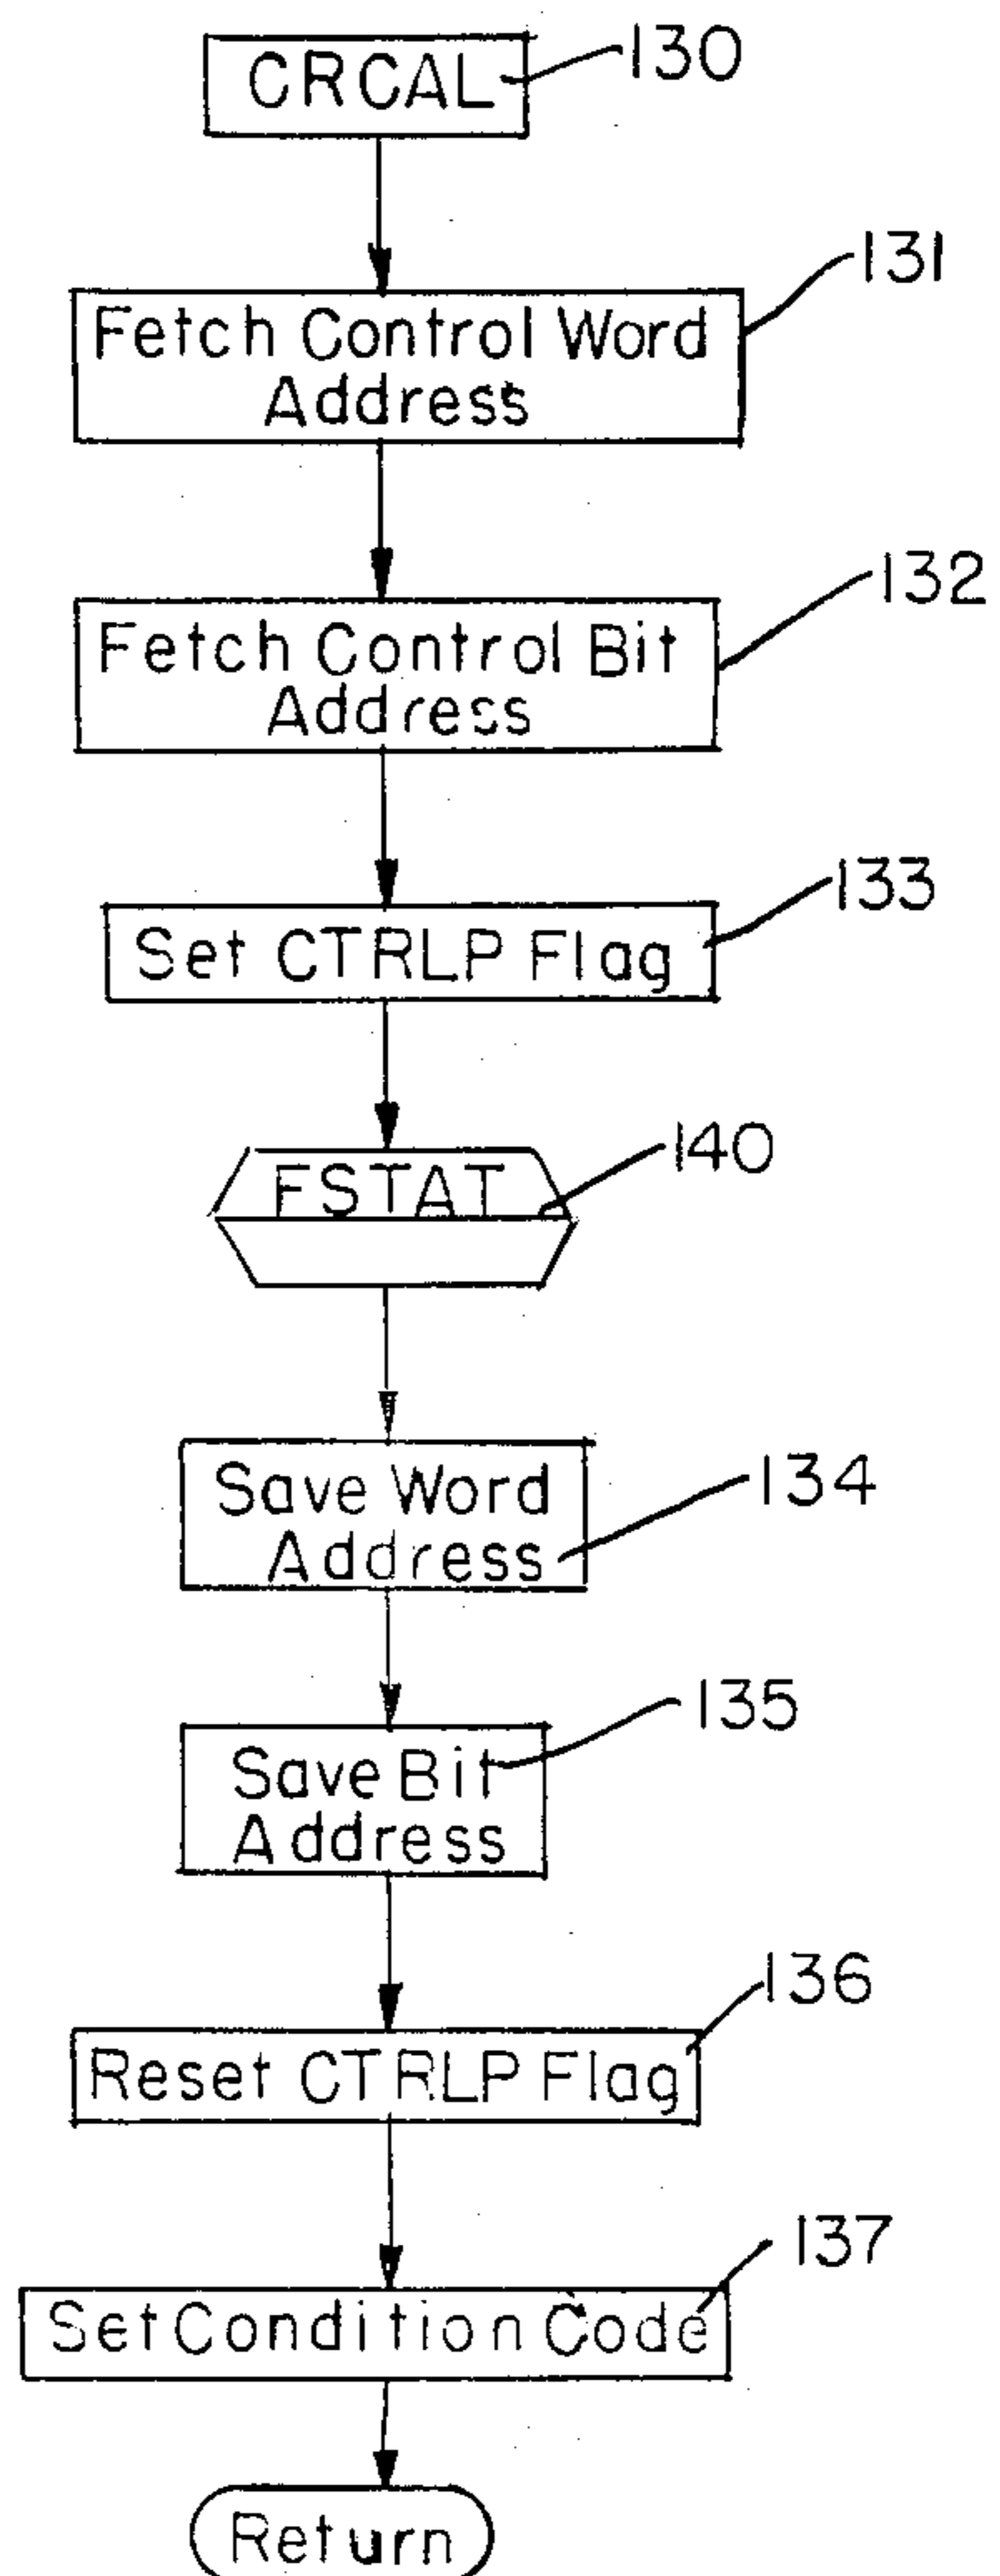 CRCAL
130
131
Fetch Control Word
Address
132
Fetch Control Bit
Address
133
Set CTRLP Flag
140
FSTAT
134
Save Word
Address
135
Save Bit
Address
136
Reset CTRLP Flag
137
Set Condition Code
Return